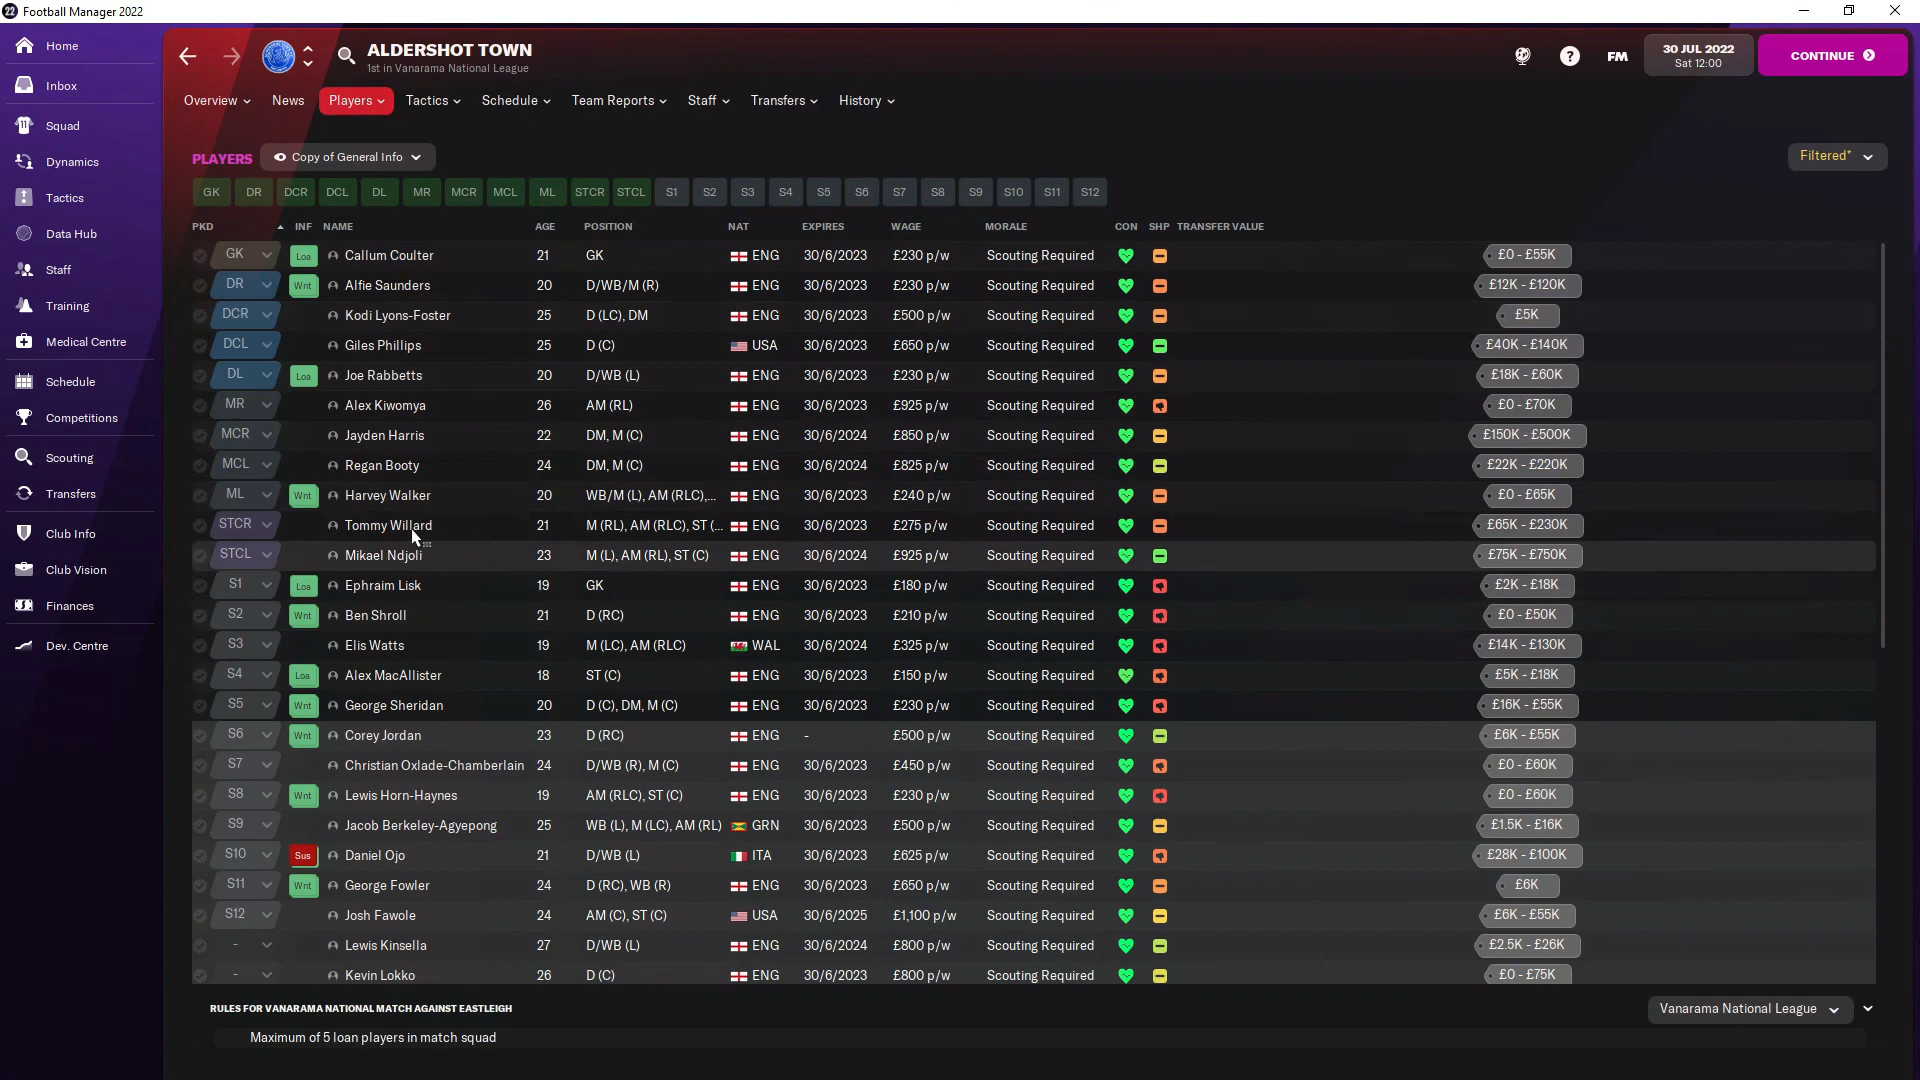 22 Football Manager 2022
Home
Inbox
11 Squad
Dynamics
Tactics
Data Hub
Staff
Training
Medical Centre
Schedule
Competitions
Scouting
Transfers
Club Info
Club Vision
Finances
Dev. Centre
ALDERSHOT TOWN
1st in Vanarama National League
? FM 30 JUL 2022 CONTINUE
Sat 12:00
Overview News Players Tactics Schedule Team Reports Staff Transfers History
PLAYERS Copy of General Info Filtered*
GK DR DCR DCL DL MR MCR MCL ML STCR STCL S1 S2 S3 S4 S5 S6 S7 S8 S9 S10 S11 S12
PKD INF NAME AGE POSITION NAT EXPIRES WAGE MORALE CON SHP TRANSFER VALUE
GK Loa Callum Coulter 21 GK ENG 30/6/2023 £230 p/w Scouting Required £0 - £55K
DR Wnt Alfie Saunders 20 D/WB/M (R) ENG 30/6/2023 £230 p/w Scouting Required £12K - £120K
DCR Kodi Lyons-Foster 25 D (LC), DM ENG 30/6/2023 £500 p/w Scouting Required £5K
DCL Giles Phillips 25 D (C) USA 30/6/2023 £650 p/w Scouting Required £40K - £140K
DL Loa Joe Rabbetts 20 D/WB (L) ENG 30/6/2023 £230 p/w Scouting Required £18K - £60K
MR Alex Kiwomya 26 AM (RL) ENG 30/6/2023 £925 p/w Scouting Required £0 - £70K
MCR Jayden Harris 22 DM, M (C) ENG 30/6/2024 £850 p/w Scouting Required £150K - £500K
MCL Regan Booty 24 DM, M (C) ENG 30/6/2024 £825 p/w Scouting Required £22K - £220K
ML Wnt Harvey Walker 20 WB/M (L), AM (RLC),... ENG 30/6/2023 £240 p/w Scouting Required £0 - £65K
STCR Tommy Willard 21 M (RL), AM (RLC), ST (... ENG 30/6/2023 £275 p/w Scouting Required £65K - £230K
STCL Mikael Ndjoli 23 M (L), AM (RL), ST (C) ENG 30/6/2024 £925 p/w Scouting Required £75K - £750K
S1 Loa Ephraim Lisk 19 GK ENG 30/6/2023 £180 p/w Scouting Required £2K - £18K
S2 Wnt Ben Shroll 21 D (RC) ENG 30/6/2023 £210 p/w Scouting Required £0 - £50K
S3 Elis Watts 19 M (LC), AM (RLC) WAL 30/6/2024 £325 p/w Scouting Required £14K - £130K
S4 Loa Alex MacAllister 18 ST (C) ENG 30/6/2023 £150 p/w Scouting Required £5K - £18K
S5 Wnt George Sheridan 20 D (C), DM, M (C) ENG 30/6/2023 £230 p/w Scouting Required £16K - £55K
S6 Wnt Corey Jordan 23 D (RC) ENG - £500 p/w Scouting Required £6K - £55K
S7 Christian Oxlade-Chamberlain 24 D/WB (R), M (C) ENG 30/6/2023 £450 p/w Scouting Required £0 - £60K
S8 Wnt Lewis Horn-Haynes 19 AM (RLC), ST (C) ENG 30/6/2023 £230 p/w Scouting Required £0 - £60K
S9 Jacob Berkeley-Agyepong 25 WB (L), M (LC), AM (RL) GRN 30/6/2023 £500 p/w Scouting Required £1.5K - £16K
S10 Sus Daniel Ojo 21 D/WB (L) ITA 30/6/2023 £625 p/w Scouting Required £28K - £100K
S11 Wnt George Fowler 24 D (RC), WB (R) ENG 30/6/2023 £650 p/w Scouting Required £6K
S12 Josh Fawole 24 AM (C), ST (C) USA 30/6/2025 £1,100 p/w Scouting Required £6K - £55K
- Lewis Kinsella 27 D/WB (L) ENG 30/6/2024 £800 p/w Scouting Required £2.5K - £26K
- Kevin Lokko 26 D (C) ENG 30/6/2023 £800 p/w Scouting Required £0 - £75K
RULES FOR VANARAMA NATIONAL MATCH AGAINST EASTLEIGH Vanarama National League
Maximum of 5 loan players in match squad